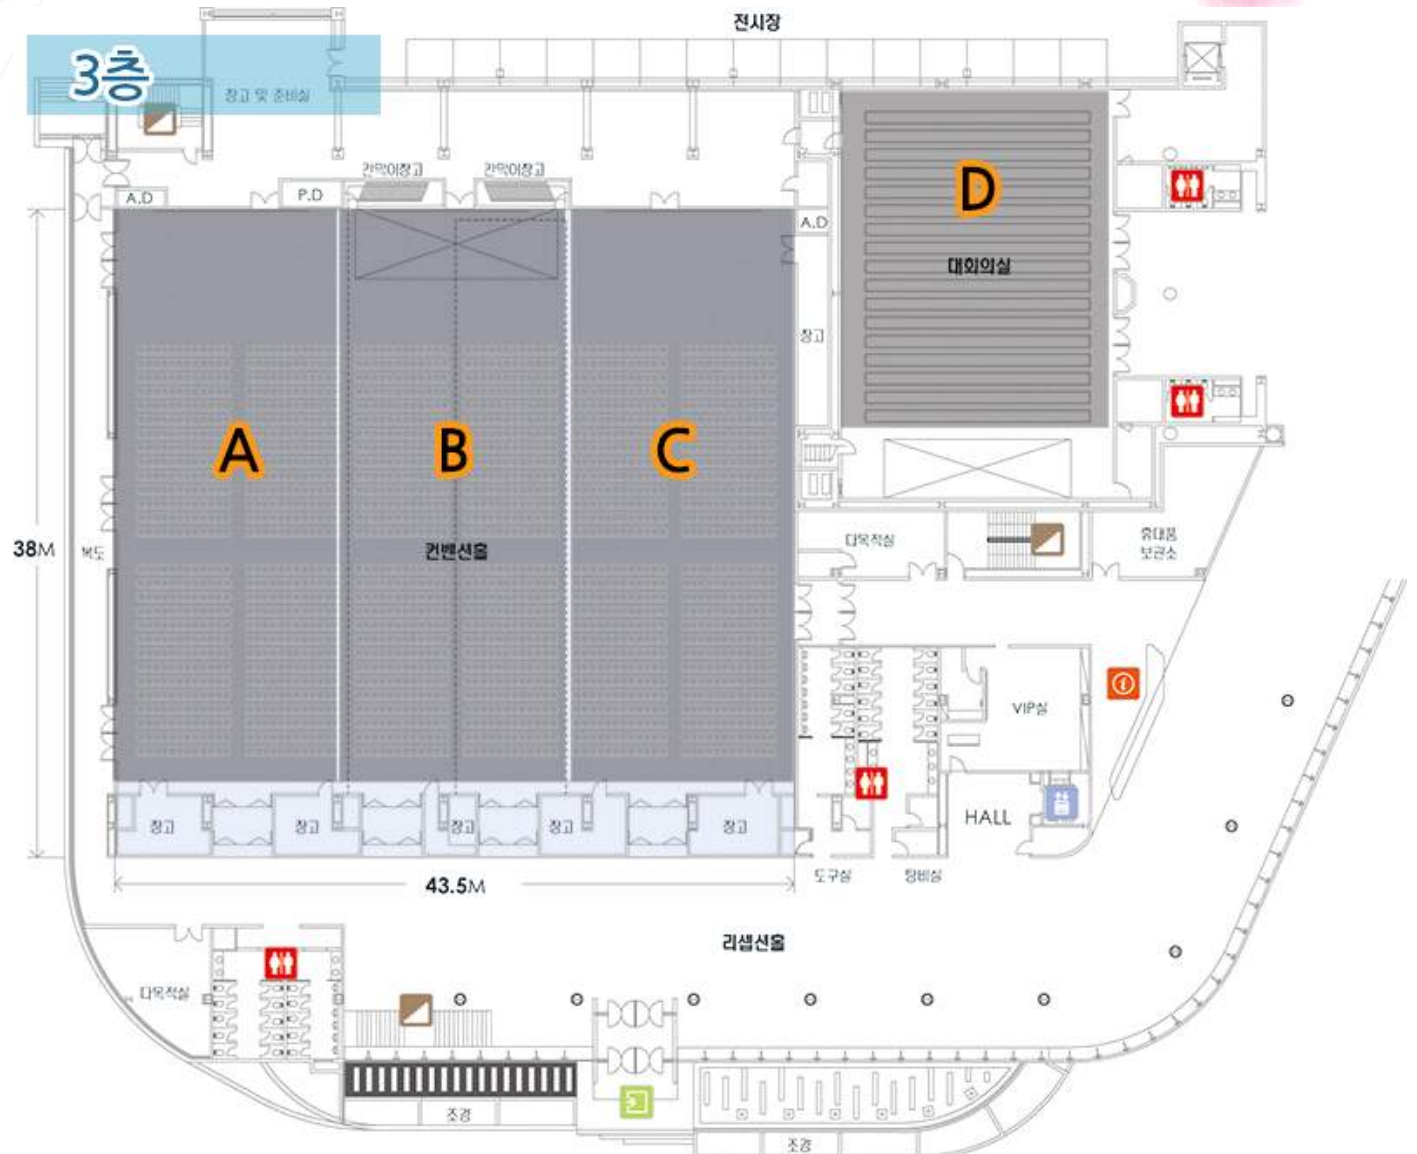 전시장
3층
창고 및 준비실
칸막이창고
칸막이창고
A.D
P.D
D
A.D
대회의실
창고
A
B
C
38M
복도
컨벤션홀
다목적실
휴대품
보관소
VIP실
창고
창고
창고
창고
창고
HALL
43.5M
도구실
탕비실
리셉션홀
다목적실
조경
조경